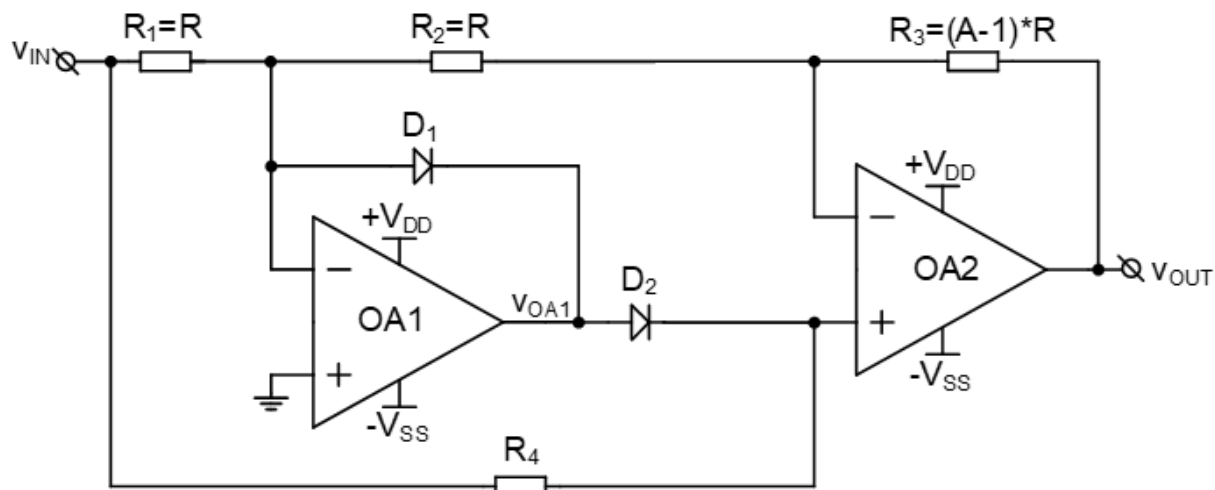 R₁=R
R₂=R
R₃=(A-1)*R
vIN
D₁
+VDD
+VDD
−
OA2
vOUT
−
OA1
vOA1
D₂
+
+
-VSS
-VSS
R₄